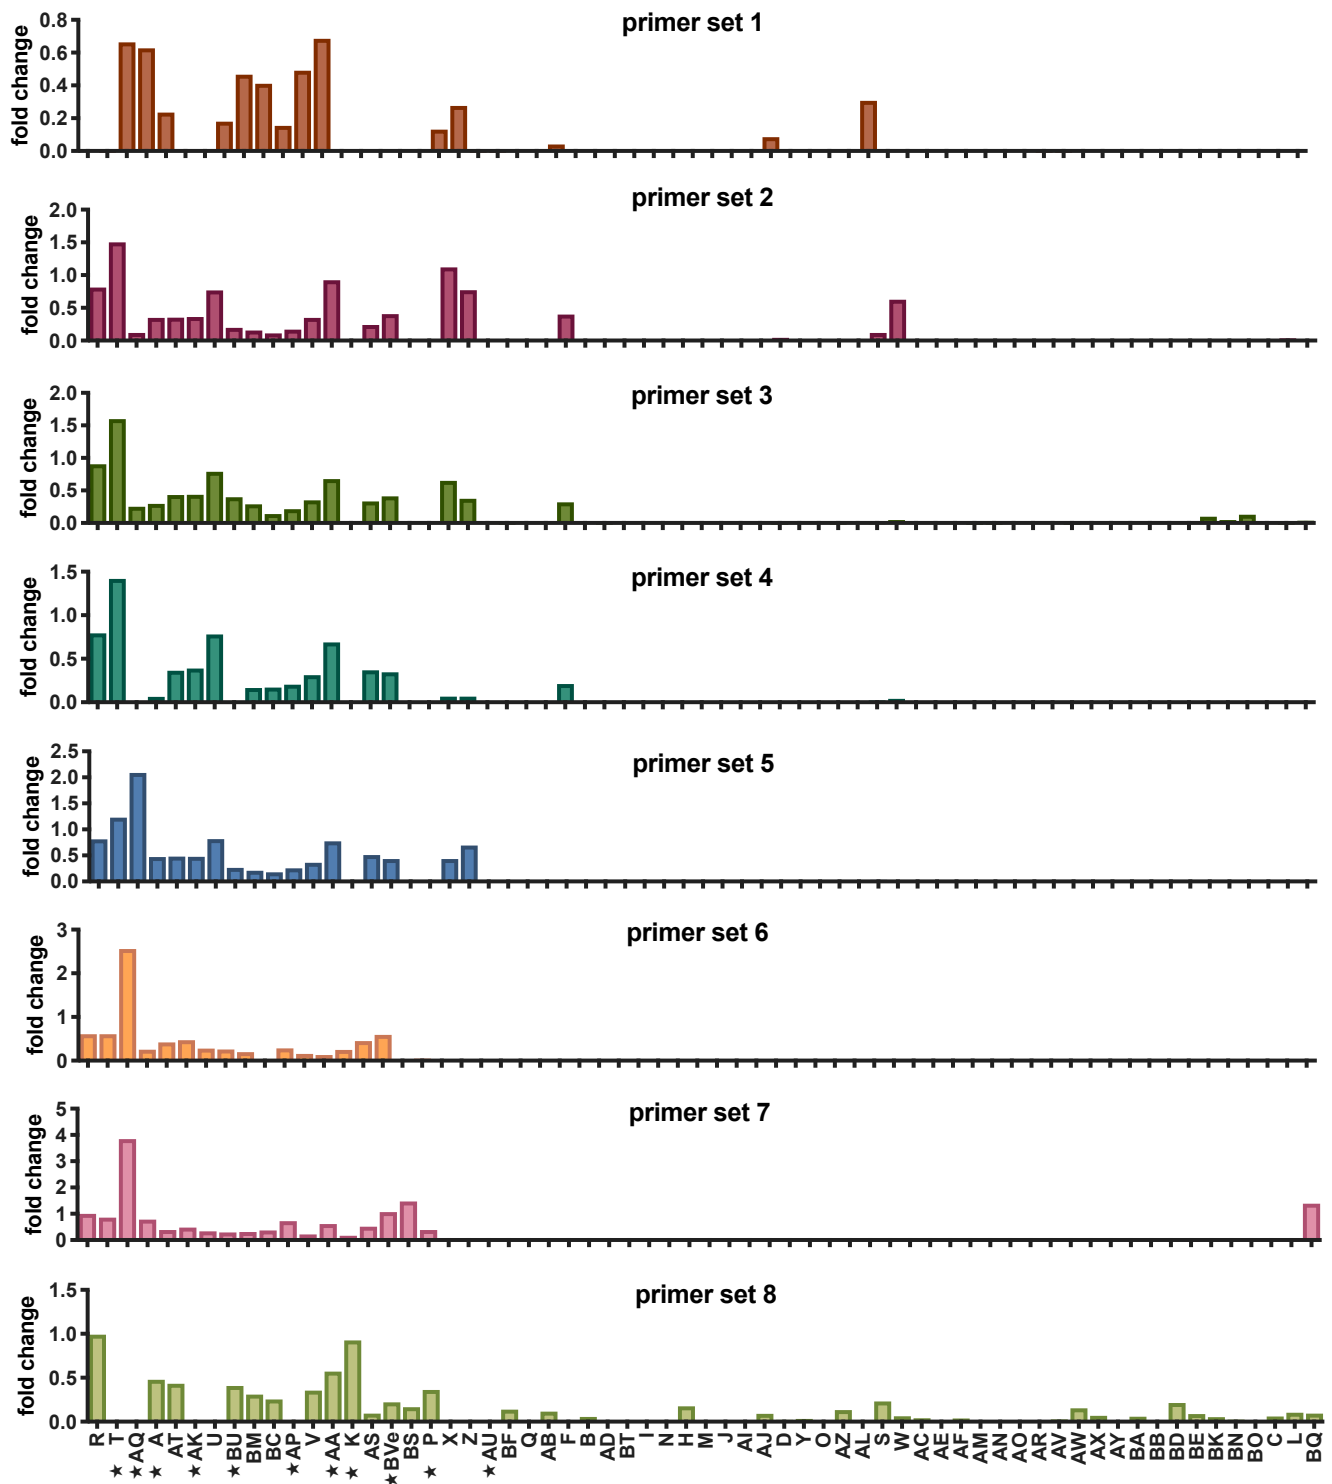 primer set 1
fold change
0.8
0.6
0.4
0.2
0.0
primer set 2
fold change
2.0
1.5
1.0
0.5
0.0
primer set 3
fold change
2.0
1.5
1.0
0.5
0.0
primer set 4
fold change
1.5
1.0
0.5
0.0
primer set 5
fold change
2.5
2.0
1.5
1.0
0.5
0.0
primer set 6
fold change
3
2
1
0
primer set 7
fold change
5
4
3
2
1
0
primer set 8
fold change
1.5
1.0
0.5
0.0
R
★ T
★ AQ
★ A
AT
★ AK
U
★ BU
BM
BC
★ AP
V
★ AA
★ K
AS
★ BVe
BS
★ P
X
Z
★ AU
BF
Q
AB
F
B
AD
BT
I
N
H
M
J
AI
AJ
D
Y
O
AZ
AL
S
W
AC
AE
AF
AM
AN
AO
AR
AV
AW
AX
AY
BA
BB
BD
BE
BK
BN
BO
C
L
BQ